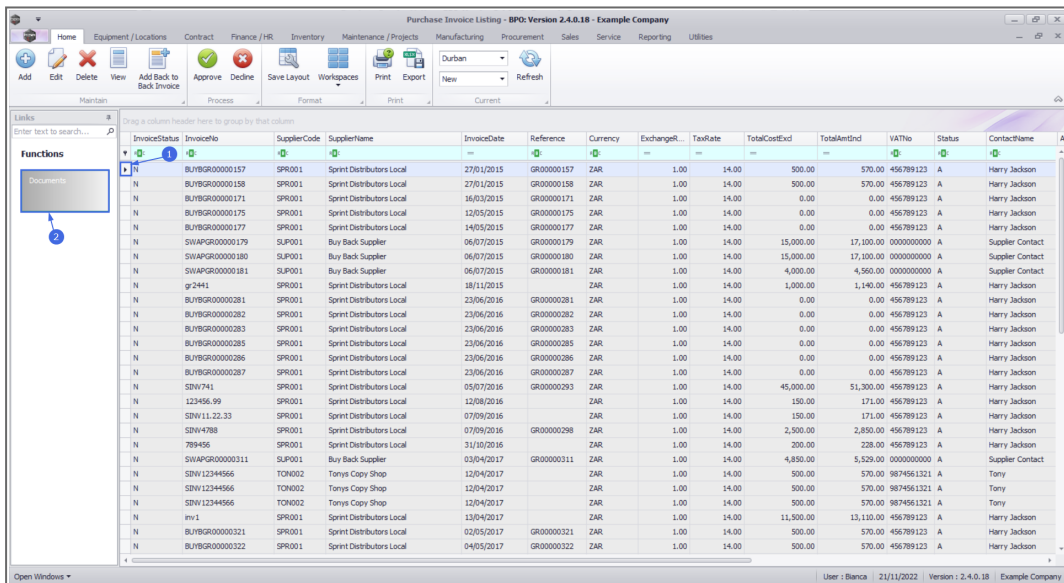 Purchase Invoice Listing - BPO: Version 2.4.0.18 - Example Company
Home Equipment / Locations Contract Finance / HR Inventory Maintenance / Projects Manufacturing Procurement Sales Service Reporting Utilities
Add Edit Delete View Add Back to Back Invoice Approve Decline Save Layout Workspaces Print Export Durban New Refresh
Maintain Process Format Print Current
Links
Enter text to search...
Functions
Documents
1
2
Drag a column header here to group by that column
InvoiceStatus InvoiceNo SupplierCode SupplierName InvoiceDate Reference Currency ExchangeR... TaxRate TotalCostExcl TotalAmtIncl VATNo Status ContactName A
N BUYBGR00000157 SPR001 Sprint Distributors Local 27/01/2015 GR00000157 ZAR 1.00 14.00 500.00 570.00 456789123 A Harry Jackson
N BUYBGR00000158 SPR001 Sprint Distributors Local 27/01/2015 GR00000158 ZAR 1.00 14.00 500.00 570.00 456789123 A Harry Jackson
N BUYBGR00000171 SPR001 Sprint Distributors Local 16/03/2015 GR00000171 ZAR 1.00 14.00 0.00 0.00 456789123 A Harry Jackson
N BUYBGR00000175 SPR001 Sprint Distributors Local 12/05/2015 GR00000175 ZAR 1.00 14.00 0.00 0.00 456789123 A Harry Jackson
N BUYBGR00000177 SPR001 Sprint Distributors Local 14/05/2015 GR00000177 ZAR 1.00 14.00 0.00 0.00 456789123 A Harry Jackson
N SWAPGR00000179 SUP001 Buy Back Supplier 06/07/2015 GR00000179 ZAR 1.00 14.00 15,000.00 17,100.00 0000000000 A Supplier Contact
N SWAPGR00000180 SUP001 Buy Back Supplier 06/07/2015 GR00000180 ZAR 1.00 14.00 15,000.00 17,100.00 0000000000 A Supplier Contact
N SWAPGR00000181 SUP001 Buy Back Supplier 06/07/2015 GR00000181 ZAR 1.00 14.00 4,000.00 4,560.00 0000000000 A Supplier Contact
N gr2441 SPR001 Sprint Distributors Local 18/11/2015 ZAR 1.00 14.00 1,000.00 1,140.00 456789123 A Harry Jackson
N BUYBGR00000281 SPR001 Sprint Distributors Local 23/06/2016 GR00000281 ZAR 1.00 14.00 0.00 0.00 456789123 A Harry Jackson
N BUYBGR00000282 SPR001 Sprint Distributors Local 23/06/2016 GR00000282 ZAR 1.00 14.00 0.00 0.00 456789123 A Harry Jackson
N BUYBGR00000283 SPR001 Sprint Distributors Local 23/06/2016 GR00000283 ZAR 1.00 14.00 0.00 0.00 456789123 A Harry Jackson
N BUYBGR00000285 SPR001 Sprint Distributors Local 23/06/2016 GR00000285 ZAR 1.00 14.00 0.00 0.00 456789123 A Harry Jackson
N BUYBGR00000286 SPR001 Sprint Distributors Local 23/06/2016 GR00000286 ZAR 1.00 14.00 0.00 0.00 456789123 A Harry Jackson
N BUYBGR00000287 SPR001 Sprint Distributors Local 23/06/2016 GR00000287 ZAR 1.00 14.00 0.00 0.00 456789123 A Harry Jackson
N SINV741 SPR001 Sprint Distributors Local 05/07/2016 GR00000293 ZAR 1.00 14.00 45,000.00 51,300.00 456789123 A Harry Jackson
N 123456.99 SPR001 Sprint Distributors Local 12/08/2016 ZAR 1.00 14.00 150.00 171.00 456789123 A Harry Jackson
N SINV11.22.33 SPR001 Sprint Distributors Local 07/09/2016 ZAR 1.00 14.00 150.00 171.00 456789123 A Harry Jackson
N SINV4788 SPR001 Sprint Distributors Local 07/09/2016 GR00000298 ZAR 1.00 14.00 2,500.00 2,850.00 456789123 A Harry Jackson
N 789456 SPR001 Sprint Distributors Local 31/10/2016 ZAR 1.00 14.00 200.00 228.00 456789123 A Harry Jackson
N SWAPGR00000311 SUP001 Buy Back Supplier 03/04/2017 GR00000311 ZAR 1.00 14.00 4,850.00 5,529.00 0000000000 A Supplier Contact
N SINV12344566 TON002 Tonys Copy Shop 12/04/2017 ZAR 1.00 14.00 500.00 570.00 9874561321 A Tony
N SINV12344566 TON002 Tonys Copy Shop 12/04/2017 ZAR 1.00 14.00 500.00 570.00 9874561321 A Tony
N SINV12344566 TON002 Tonys Copy Shop 12/04/2017 ZAR 1.00 14.00 500.00 570.00 9874561321 A Tony
N inv1 SPR001 Sprint Distributors Local 13/04/2017 ZAR 1.00 14.00 11,500.00 13,110.00 456789123 A Harry Jackson
N BUYBGR00000321 SPR001 Sprint Distributors Local 02/05/2017 GR00000321 ZAR 1.00 14.00 500.00 570.00 456789123 A Harry Jackson
N BUYBGR00000322 SPR001 Sprint Distributors Local 04/05/2017 GR00000322 ZAR 1.00 14.00 500.00 570.00 456789123 A Harry Jackson
Open Windows User : Bianca 21/11/2022 Version : 2.4.0.18 Example Company